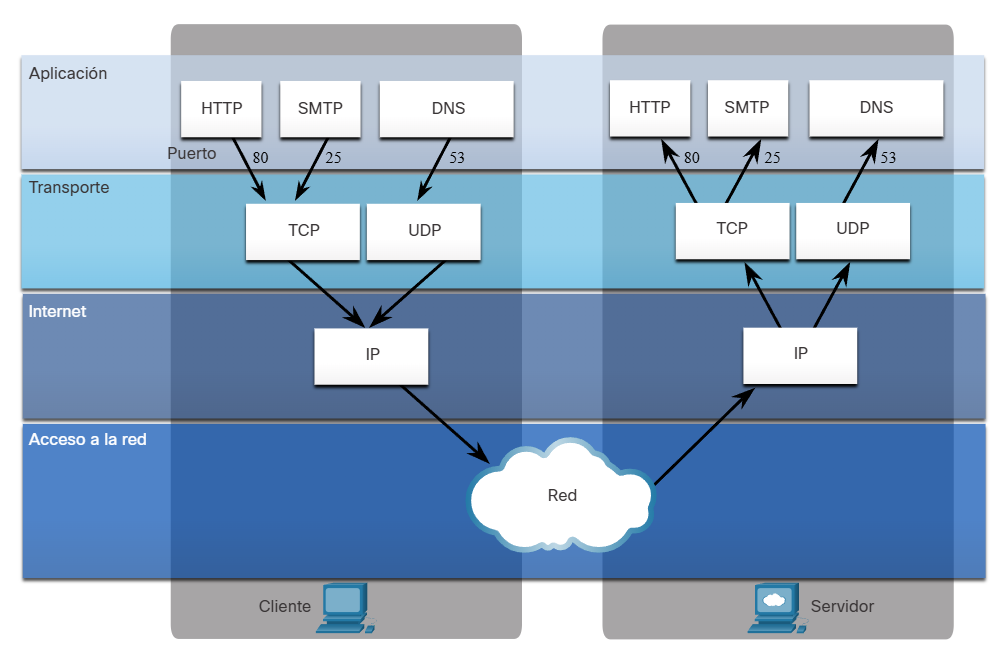 Aplicación
HTTP SMTP DNS HTTP SMTP DNS
Puerto 80 25 53 80 25 53
Transporte
TCP UDP TCP UDP
Internet
IP IP
Acceso a la red
Red
Cliente Servidor